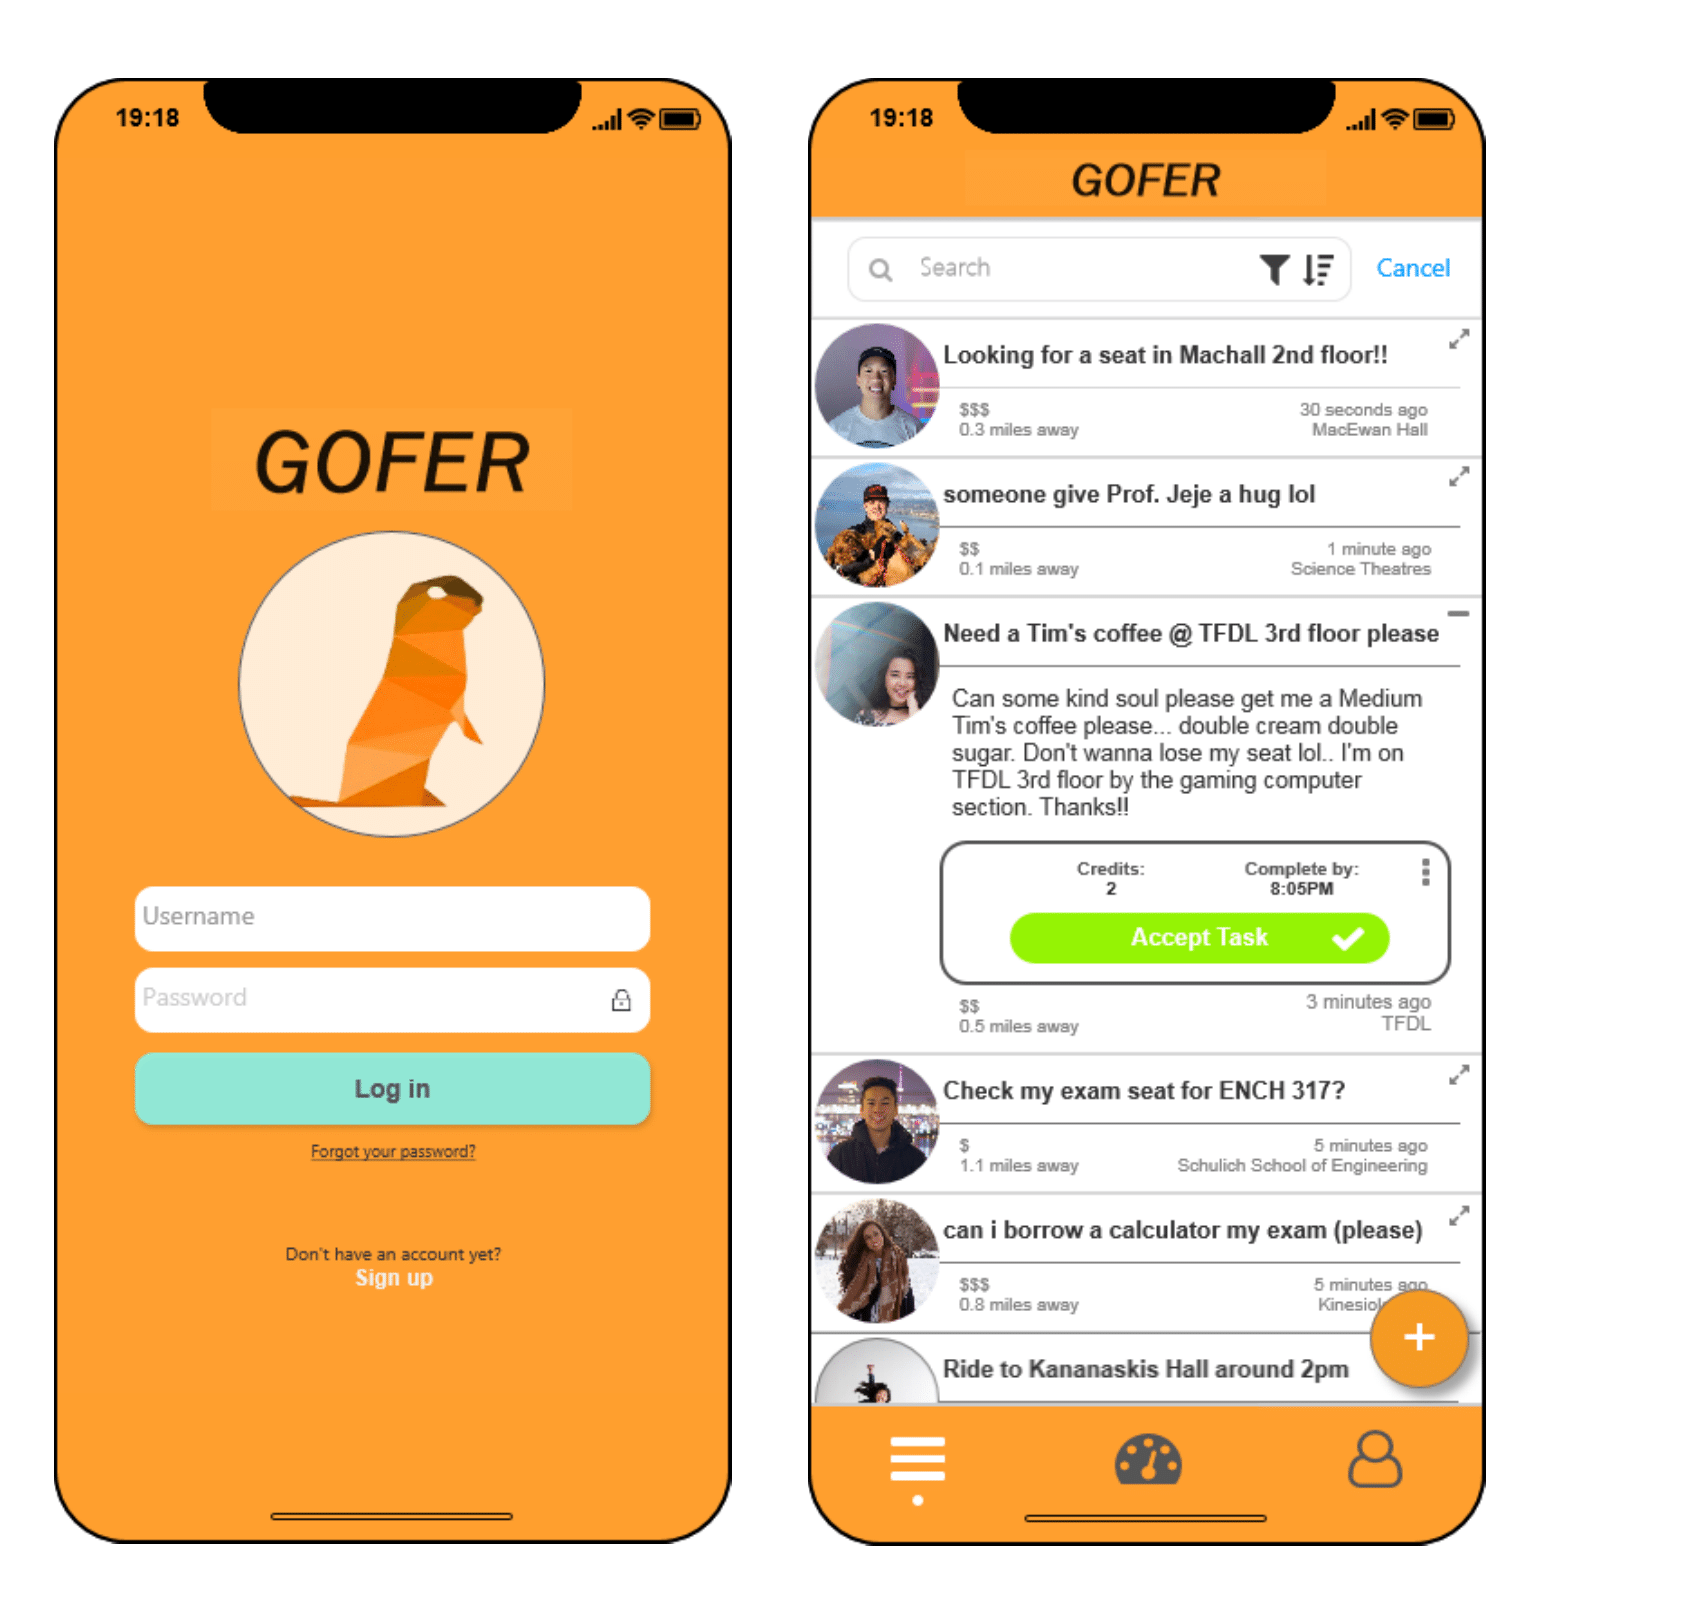 19:18
GOFER
Username
Password
Log in
Forgot your password?
Don't have an account yet?
Sign up
19:18
GOFER
Search
Cancel
Looking for a seat in Machall 2nd floor!!
$$$
30 seconds ago
0.3 miles away
MacEwan Hall
someone give Prof. Jeje a hug lol
$$
1 minute ago
0.1 miles away
Science Theatres
Need a Tim's coffee @ TFDL 3rd floor please
Can some kind soul please get me a Medium
Tim's coffee please... double cream double
sugar. Don't wanna lose my seat lol.. I'm on
TFDL 3rd floor by the gaming computer
section. Thanks!!
Credits:
2
Complete by:
8:05PM
Accept Task
$$
3 minutes ago
0.5 miles away
TFDL
Check my exam seat for ENCH 317?
$
5 minutes ago
1.1 miles away
Schulich School of Engineering
can i borrow a calculator my exam (please)
$$$
5 minutes ago
0.8 miles away
Ride to Kananaskis Hall around 2pm